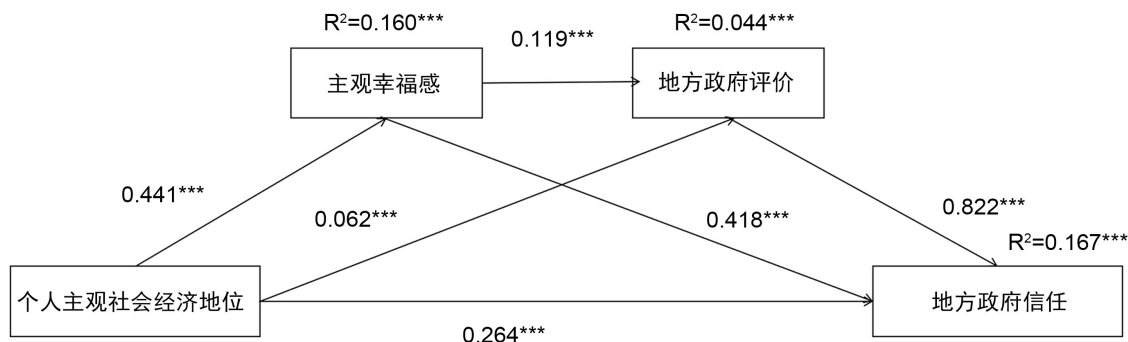 R²=0.160***
0.119***
R²=0.044***
主观幸福感
地方政府评价
0.441***
0.062***
0.418***
0.822***
R²=0.167***
个人主观社会经济地位
地方政府信任
0.264***